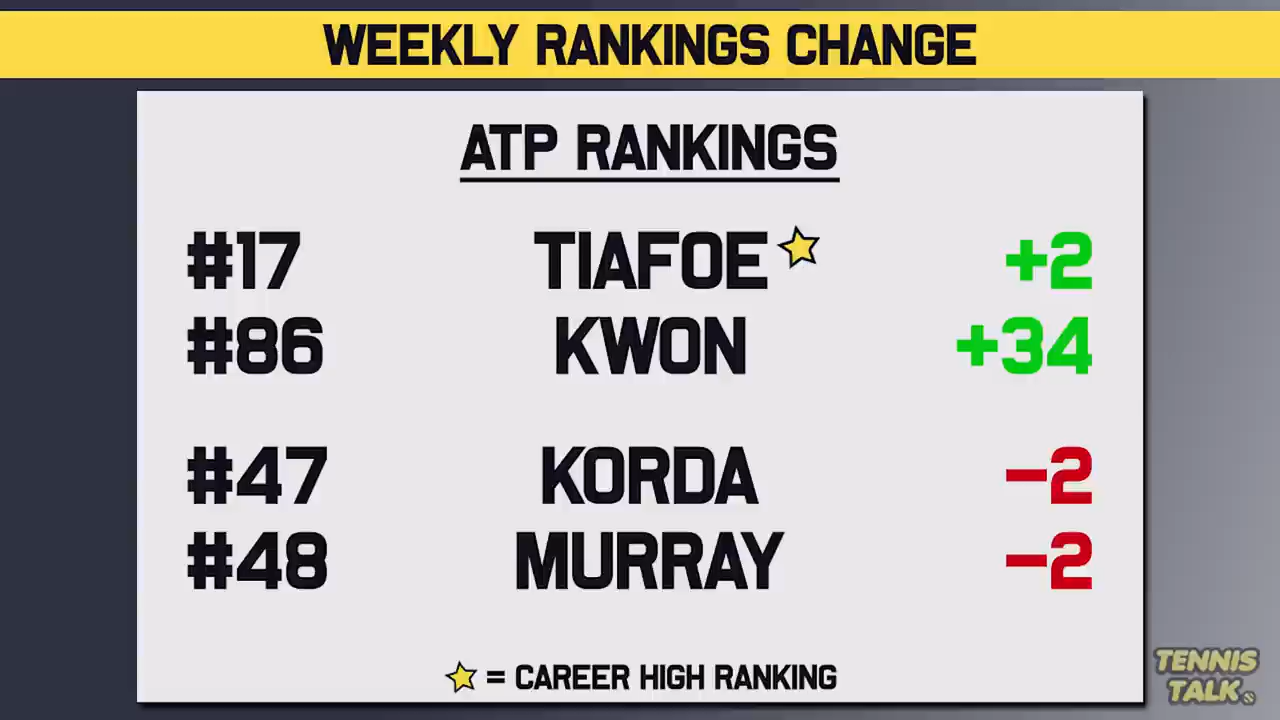 WEEKLY RANKINGS CHANGE
ATP RANKINGS
#17 TIAFOE +2
#86 KWON +34
#47 KORDA -2
#48 MURRAY -2
= CAREER HIGH RANKING
TENNIS
TALK